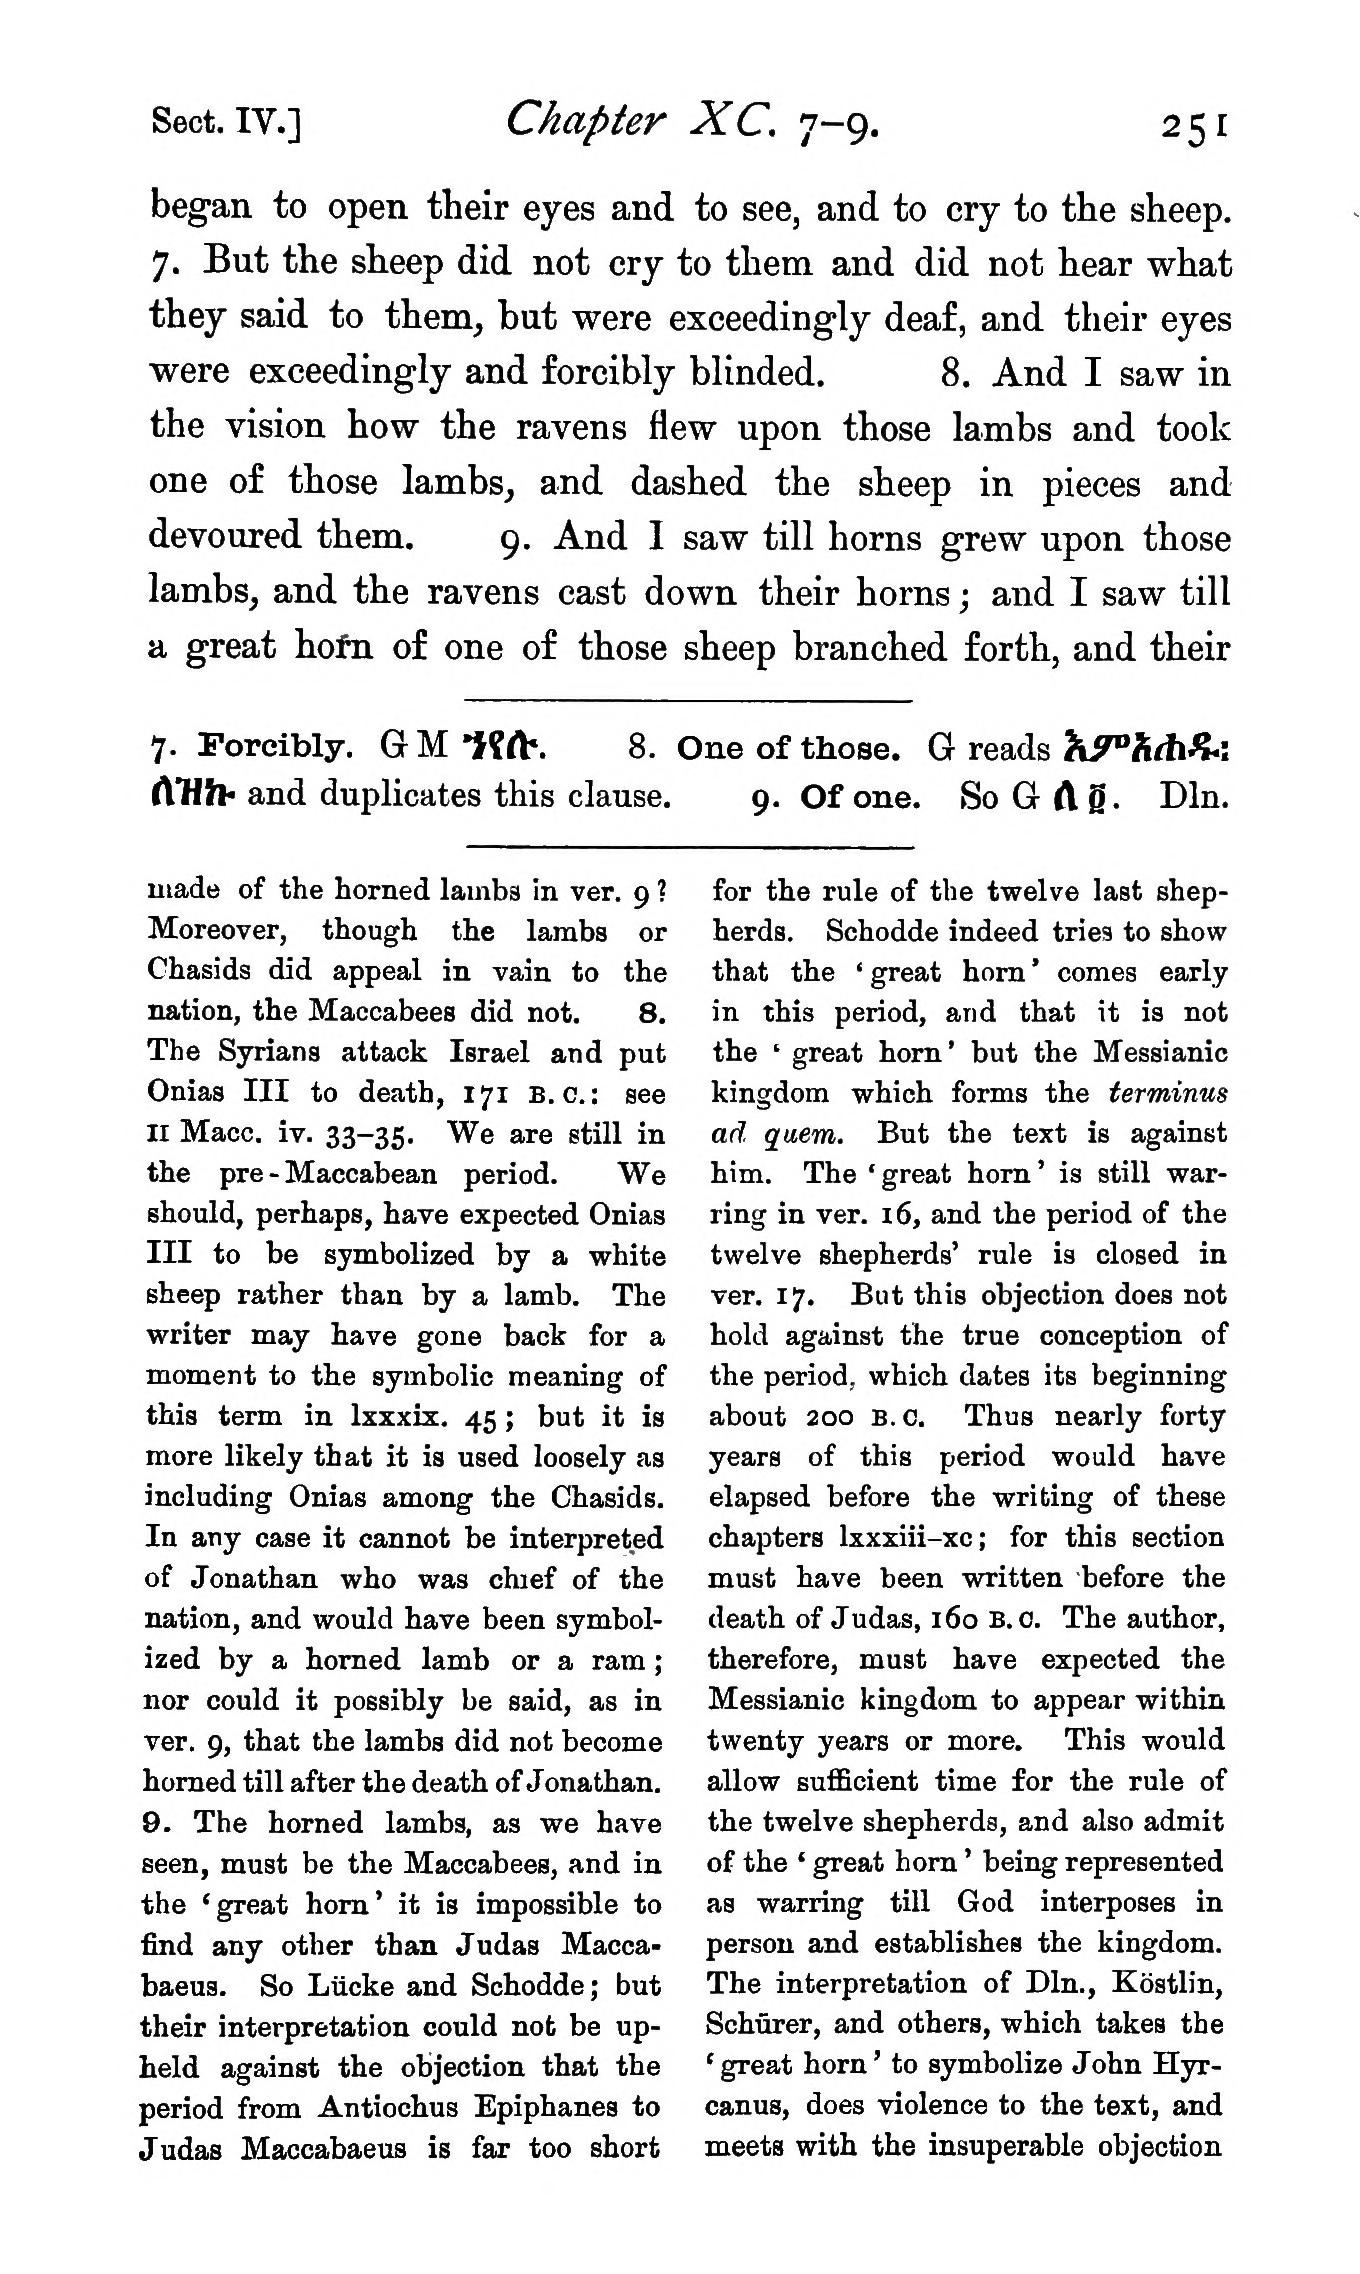 Sect. IV.] Chapter XC. 7–9. 251
began to open their eyes and to see, and to cry to the sheep.
7. But the sheep did not cry to them and did not hear what
they said to them, but were exceedingly deaf, and their eyes
were exceedingly and forcibly blinded. 8. And I saw in
the vision how the ravens flew upon those lambs and took
one of those lambs, and dashed the sheep in pieces and
devoured them. 9. And I saw till horns grew upon those
lambs, and the ravens cast down their horns; and I saw till
a great horn of one of those sheep branched forth, and their
7. Forcibly. G M ኀየሉ. 8. One of those. G reads እምአሐዱ፡
ለዝኩ and duplicates this clause. 9. Of one. So G ለ ፩. Dln.
made of the horned lambs in ver. 9?
Moreover, though the lambs or
Chasids did appeal in vain to the
nation, the Maccabees did not. 8.
The Syrians attack Israel and put
Onias III to death, 171 B.C.: see
II Macc. iv. 33–35. We are still in
the pre-Maccabean period. We
should, perhaps, have expected Onias
III to be symbolized by a white
sheep rather than by a lamb. The
writer may have gone back for a
moment to the symbolic meaning of
this term in lxxxix. 45; but it is
more likely that it is used loosely as
including Onias among the Chasids.
In any case it cannot be interpreted
of Jonathan who was chief of the
nation, and would have been symbol-
ized by a horned lamb or a ram;
nor could it possibly be said, as in
ver. 9, that the lambs did not become
horned till after the death of Jonathan.
9. The horned lambs, as we have
seen, must be the Maccabees, and in
the ‘great horn’ it is impossible to
find any other than Judas Macca-
baeus. So Lücke and Schodde; but
their interpretation could not be up-
held against the objection that the
period from Antiochus Epiphanes to
Judas Maccabaeus is far too short
for the rule of the twelve last shep-
herds. Schodde indeed tries to show
that the ‘great horn’ comes early
in this period, and that it is not
the ‘great horn’ but the Messianic
kingdom which forms the terminus
ad quem. But the text is against
him. The ‘great horn’ is still war-
ring in ver. 16, and the period of the
twelve shepherds’ rule is closed in
ver. 17. But this objection does not
hold against the true conception of
the period, which dates its beginning
about 200 B.C. Thus nearly forty
years of this period would have
elapsed before the writing of these
chapters lxxxiii–xc; for this section
must have been written before the
death of Judas, 160 B.C. The author,
therefore, must have expected the
Messianic kingdom to appear within
twenty years or more. This would
allow sufficient time for the rule of
the twelve shepherds, and also admit
of the ‘great horn’ being represented
as warring till God interposes in
person and establishes the kingdom.
The interpretation of Dln., Köstlin,
Schürer, and others, which takes the
‘great horn’ to symbolize John Hyr-
canus, does violence to the text, and
meets with the insuperable objection